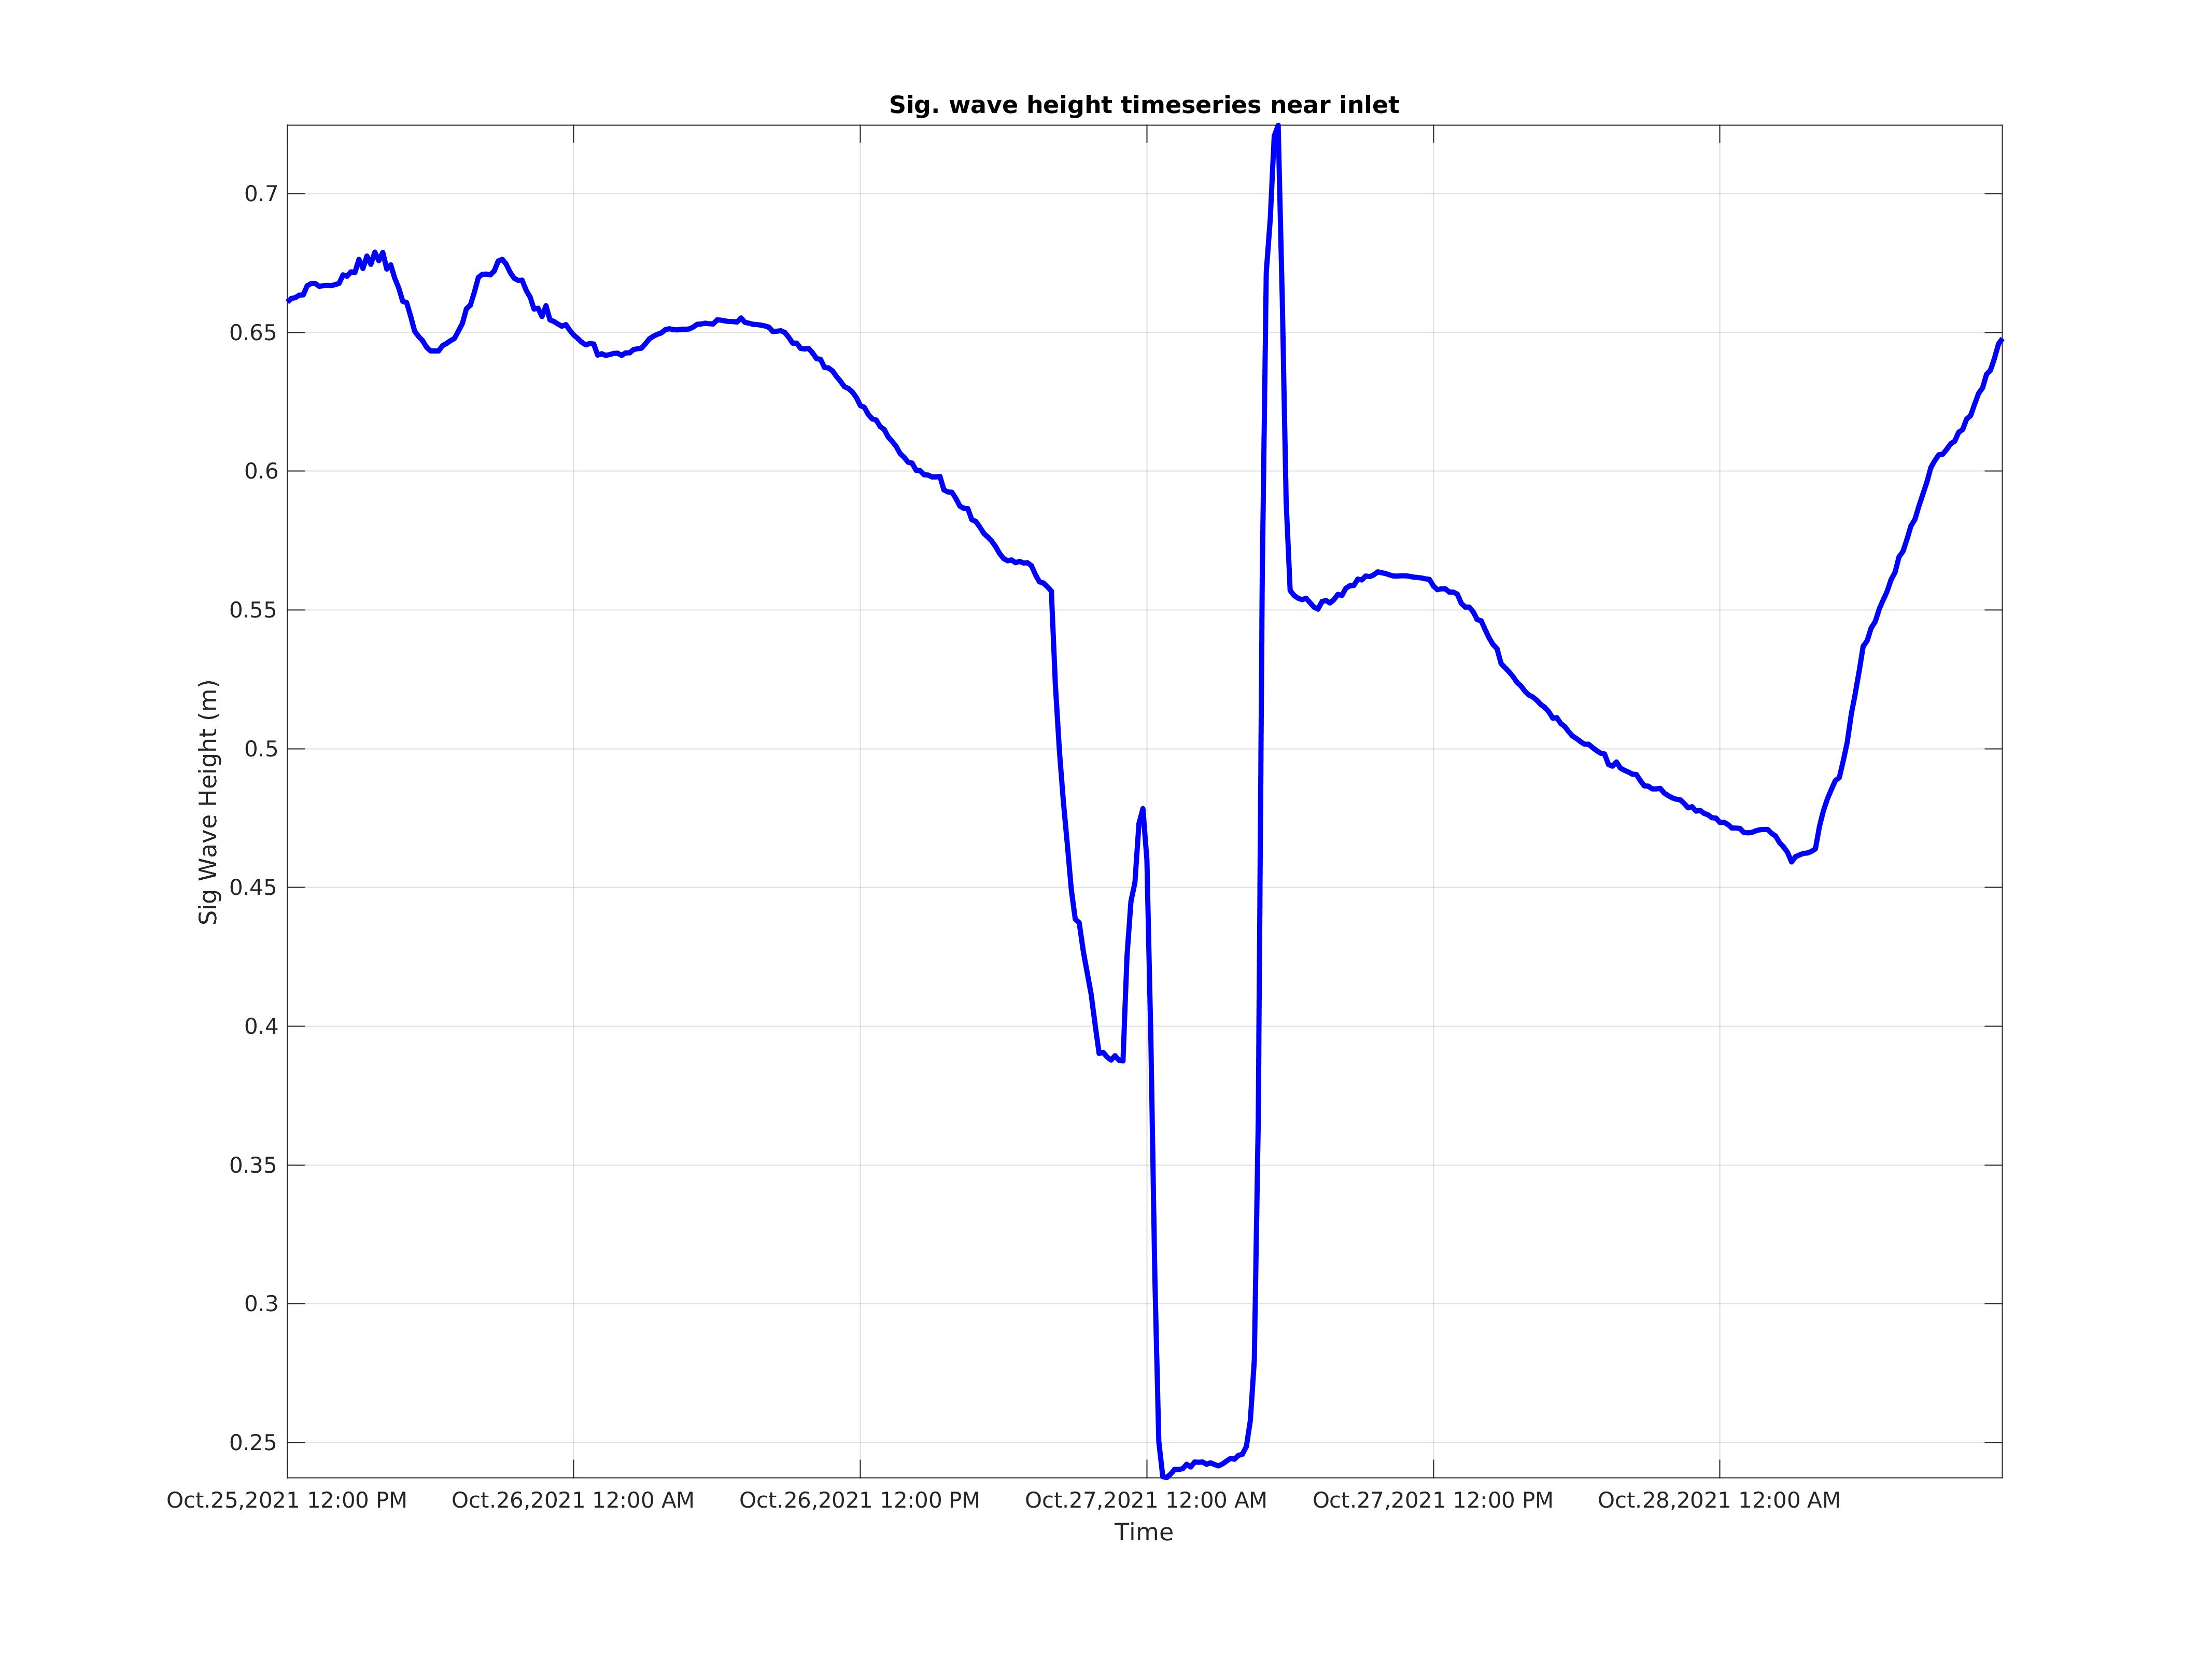 Sig. wave height timeseries near inlet
0.7
0.65
0.6
0.55
0.5
0.45
0.4
0.35
0.3
0.25
Sig Wave Height (m)
Oct.25,2021 12:00 PM
Oct.26,2021 12:00 AM
Oct.26,2021 12:00 PM
Oct.27,2021 12:00 AM
Oct.27,2021 12:00 PM
Oct.28,2021 12:00 AM
Time